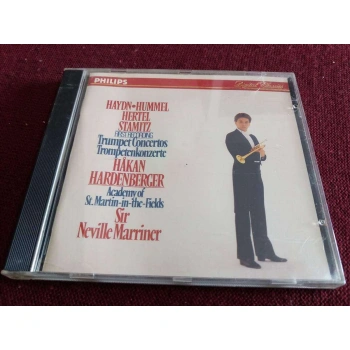 PHILIPS
HAYDN • HUMMEL
HERTEL
STAMITZ
Trumpet Concertos
Trompetenkonzerte
HÅKAN
HARDENBERGER
Academy of
St. Martin-in-the-Fields
Sir
Neville Marriner